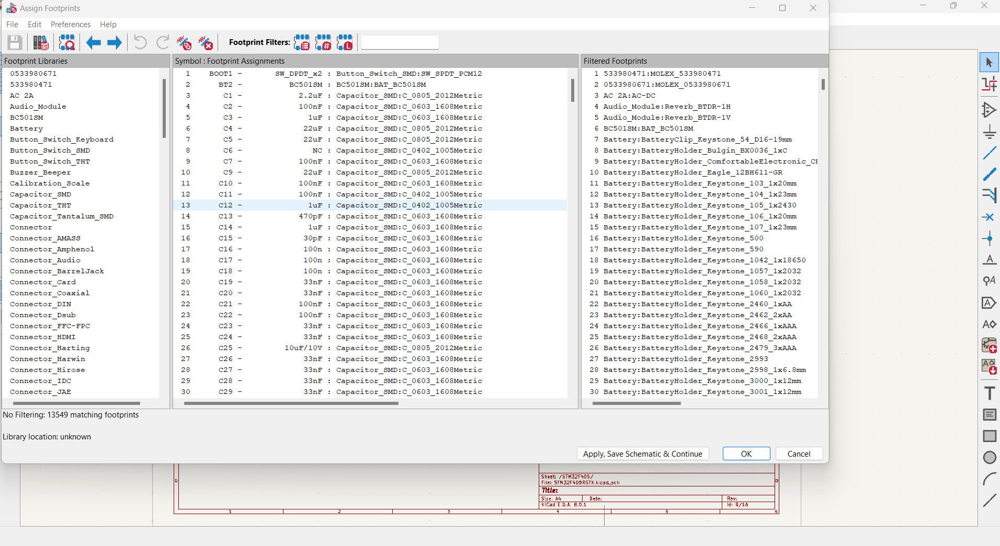 Assign Footprints
File Edit Preferences Help
Footprint Filters:
Footprint Libraries
0533980671
533980471
AC 2A
Audio_Module
BC501SM
Battery
Button_Switch_Keyboard
Button_Switch_SMD
Button_Switch_THT
Buzzer_Beeper
Calibration_Scale
Capacitor_SMD
Capacitor_THT
Capacitor_Tantalum_SMD
Connector
Connector_AMASS
Connector_Amphenol
Connector_Audio
Connector_BarrelJack
Connector_Card
Connector_Coaxial
Connector_DIN
Connector_Dsub
Connector_FFC-FPC
Connector_HDMI
Connector_Harting
Connector_Harwin
Connector_Hirose
Connector_IDC
Connector_JAE
Symbol : Footprint Assignments
1 BOOT1 - SW_DPDT_x2 : Button_Switch_SMD:SW_SPDT_PCM12
2 BT2 - BC501SM : BC501SM:BAT_BC501SM
3 C1 - 2.2uF : Capacitor_SMD:C_0805_2012Metric
4 C2 - 100nF : Capacitor_SMD:C_0603_1608Metric
5 C3 - 1uF : Capacitor_SMD:C_0603_1608Metric
6 C4 - 22uF : Capacitor_SMD:C_0805_2012Metric
7 C5 - 22uF : Capacitor_SMD:C_0805_2012Metric
8 C6 - NC : Capacitor_SMD:C_0402_1005Metric
9 C7 - 100nF : Capacitor_SMD:C_0603_1608Metric
10 C9 - 22uF : Capacitor_SMD:C_0805_2012Metric
11 C10 - 100nF : Capacitor_SMD:C_0603_1608Metric
12 C11 - 100nF : Capacitor_SMD:C_0402_1005Metric
13 C12 - 1uF : Capacitor_SMD:C_0402_1005Metric
14 C13 - 470pF : Capacitor_SMD:C_0603_1608Metric
15 C14 - 1uF : Capacitor_SMD:C_0603_1608Metric
16 C15 - 30pF : Capacitor_SMD:C_0603_1608Metric
17 C16 - 100n : Capacitor_SMD:C_0603_1608Metric
18 C17 - 100n : Capacitor_SMD:C_0603_1608Metric
19 C18 - 100n : Capacitor_SMD:C_0603_1608Metric
20 C19 - 33nF : Capacitor_SMD:C_0603_1608Metric
21 C20 - 33nF : Capacitor_SMD:C_0603_1608Metric
22 C21 - 100nF : Capacitor_SMD:C_0603_1608Metric
23 C22 - 100nF : Capacitor_SMD:C_0603_1608Metric
24 C23 - 33nF : Capacitor_SMD:C_0603_1608Metric
25 C24 - 33nF : Capacitor_SMD:C_0603_1608Metric
26 C25 - 10uF/10V : Capacitor_SMD:C_0805_2012Metric
27 C26 - 33nF : Capacitor_SMD:C_0603_1608Metric
28 C27 - 33nF : Capacitor_SMD:C_0603_1608Metric
29 C28 - 33nF : Capacitor_SMD:C_0603_1608Metric
30 C29 - 33nF : Capacitor_SMD:C_0603_1608Metric
Filtered Footprints
1 533980471:MOLEX_533980471
2 0533980671:MOLEX_0533980671
3 AC 2A:AC-DC
4 Audio_Module:Reverb_BTDR-1H
5 Audio_Module:Reverb_BTDR-1V
6 BC501SM:BAT_BC501SM
7 Battery:BatteryClip_Keystone_54_D16-19mm
8 Battery:BatteryHolder_Bulgin_BX0036_1xC
9 Battery:BatteryHolder_ComfortableElectronic_CH
10 Battery:BatteryHolder_Eagle_12BH611-GR
11 Battery:BatteryHolder_Keystone_103_1x20mm
12 Battery:BatteryHolder_Keystone_104_1x23mm
13 Battery:BatteryHolder_Keystone_105_1x2430
14 Battery:BatteryHolder_Keystone_106_1x20mm
15 Battery:BatteryHolder_Keystone_107_1x23mm
16 Battery:BatteryHolder_Keystone_500
17 Battery:BatteryHolder_Keystone_590
18 Battery:BatteryHolder_Keystone_1042_1x18650
19 Battery:BatteryHolder_Keystone_1057_1x2032
20 Battery:BatteryHolder_Keystone_1058_1x2032
21 Battery:BatteryHolder_Keystone_1060_1x2032
22 Battery:BatteryHolder_Keystone_2460_1xAA
23 Battery:BatteryHolder_Keystone_2462_2xAA
24 Battery:BatteryHolder_Keystone_2466_1xAAA
25 Battery:BatteryHolder_Keystone_2468_2xAAA
26 Battery:BatteryHolder_Keystone_2479_3xAAA
27 Battery:BatteryHolder_Keystone_2993
28 Battery:BatteryHolder_Keystone_2998_1x6.8mm
29 Battery:BatteryHolder_Keystone_3000_1x12mm
30 Battery:BatteryHolder_Keystone_3001_1x12mm
No Filtering: 13549 matching footprints
Library location: unknown
Apply, Save Schematic & Continue OK Cancel
D D
Sheet: /STM32F405/
File: STM32F405RGTX.kicad_sch
Title:
Size: A4 Date: Rev:
KiCad E.D.A. 8.0.1 Id: 9/16
1 2 3 4 5 6